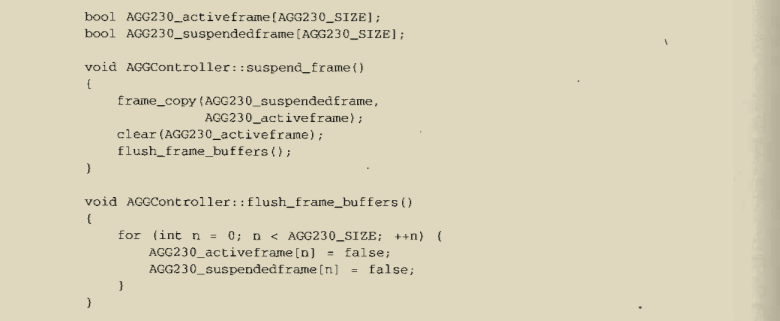 bool AGG230_activeframe[AGG230_SIZE];
bool AGG230_suspendedframe[AGG230_SIZE];

void AGGController::suspend_frame()
{
    frame_copy(AGG230_suspendedframe,
               AGG230_activeframe);
    clear(AGG230_activeframe);
    flush_frame_buffers();
}

void AGGController::flush_frame_buffers()
{
    for (int n = 0; n < AGG230_SIZE; ++n) {
        AGG230_activeframe[n] = false;
        AGG230_suspendedframe[n] = false;
    }
}